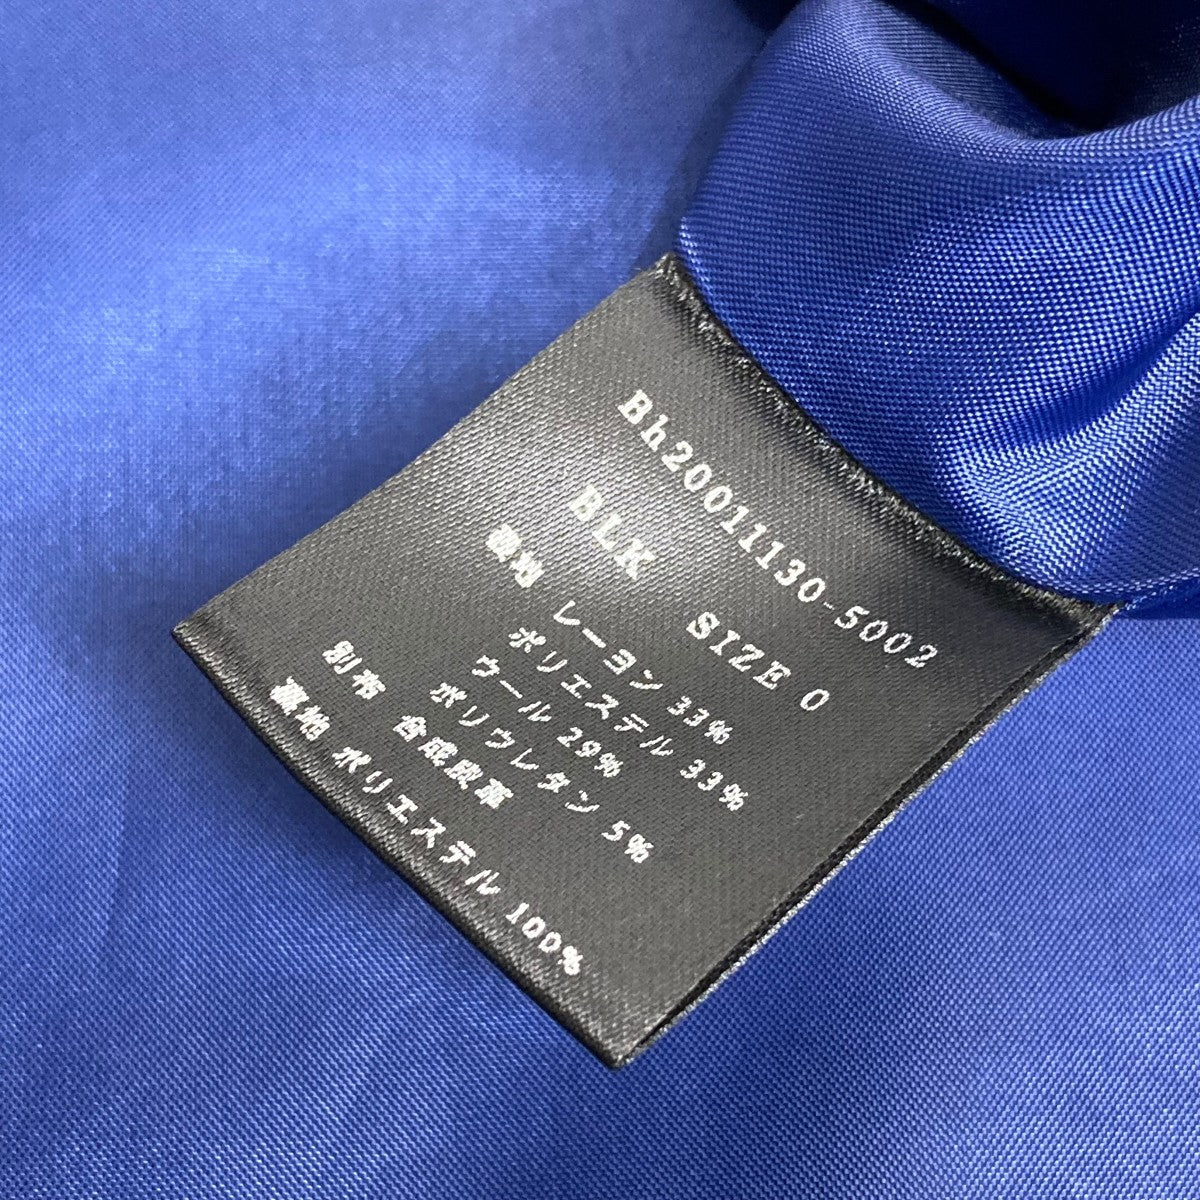 Bh20011130-5002
BLK SIZE 0
表地 レーヨン 33%
ポリエステル 33%
ウール 29%
ポリウレタン 5%
別布 合成皮革
裏地 ポリエステル 100%